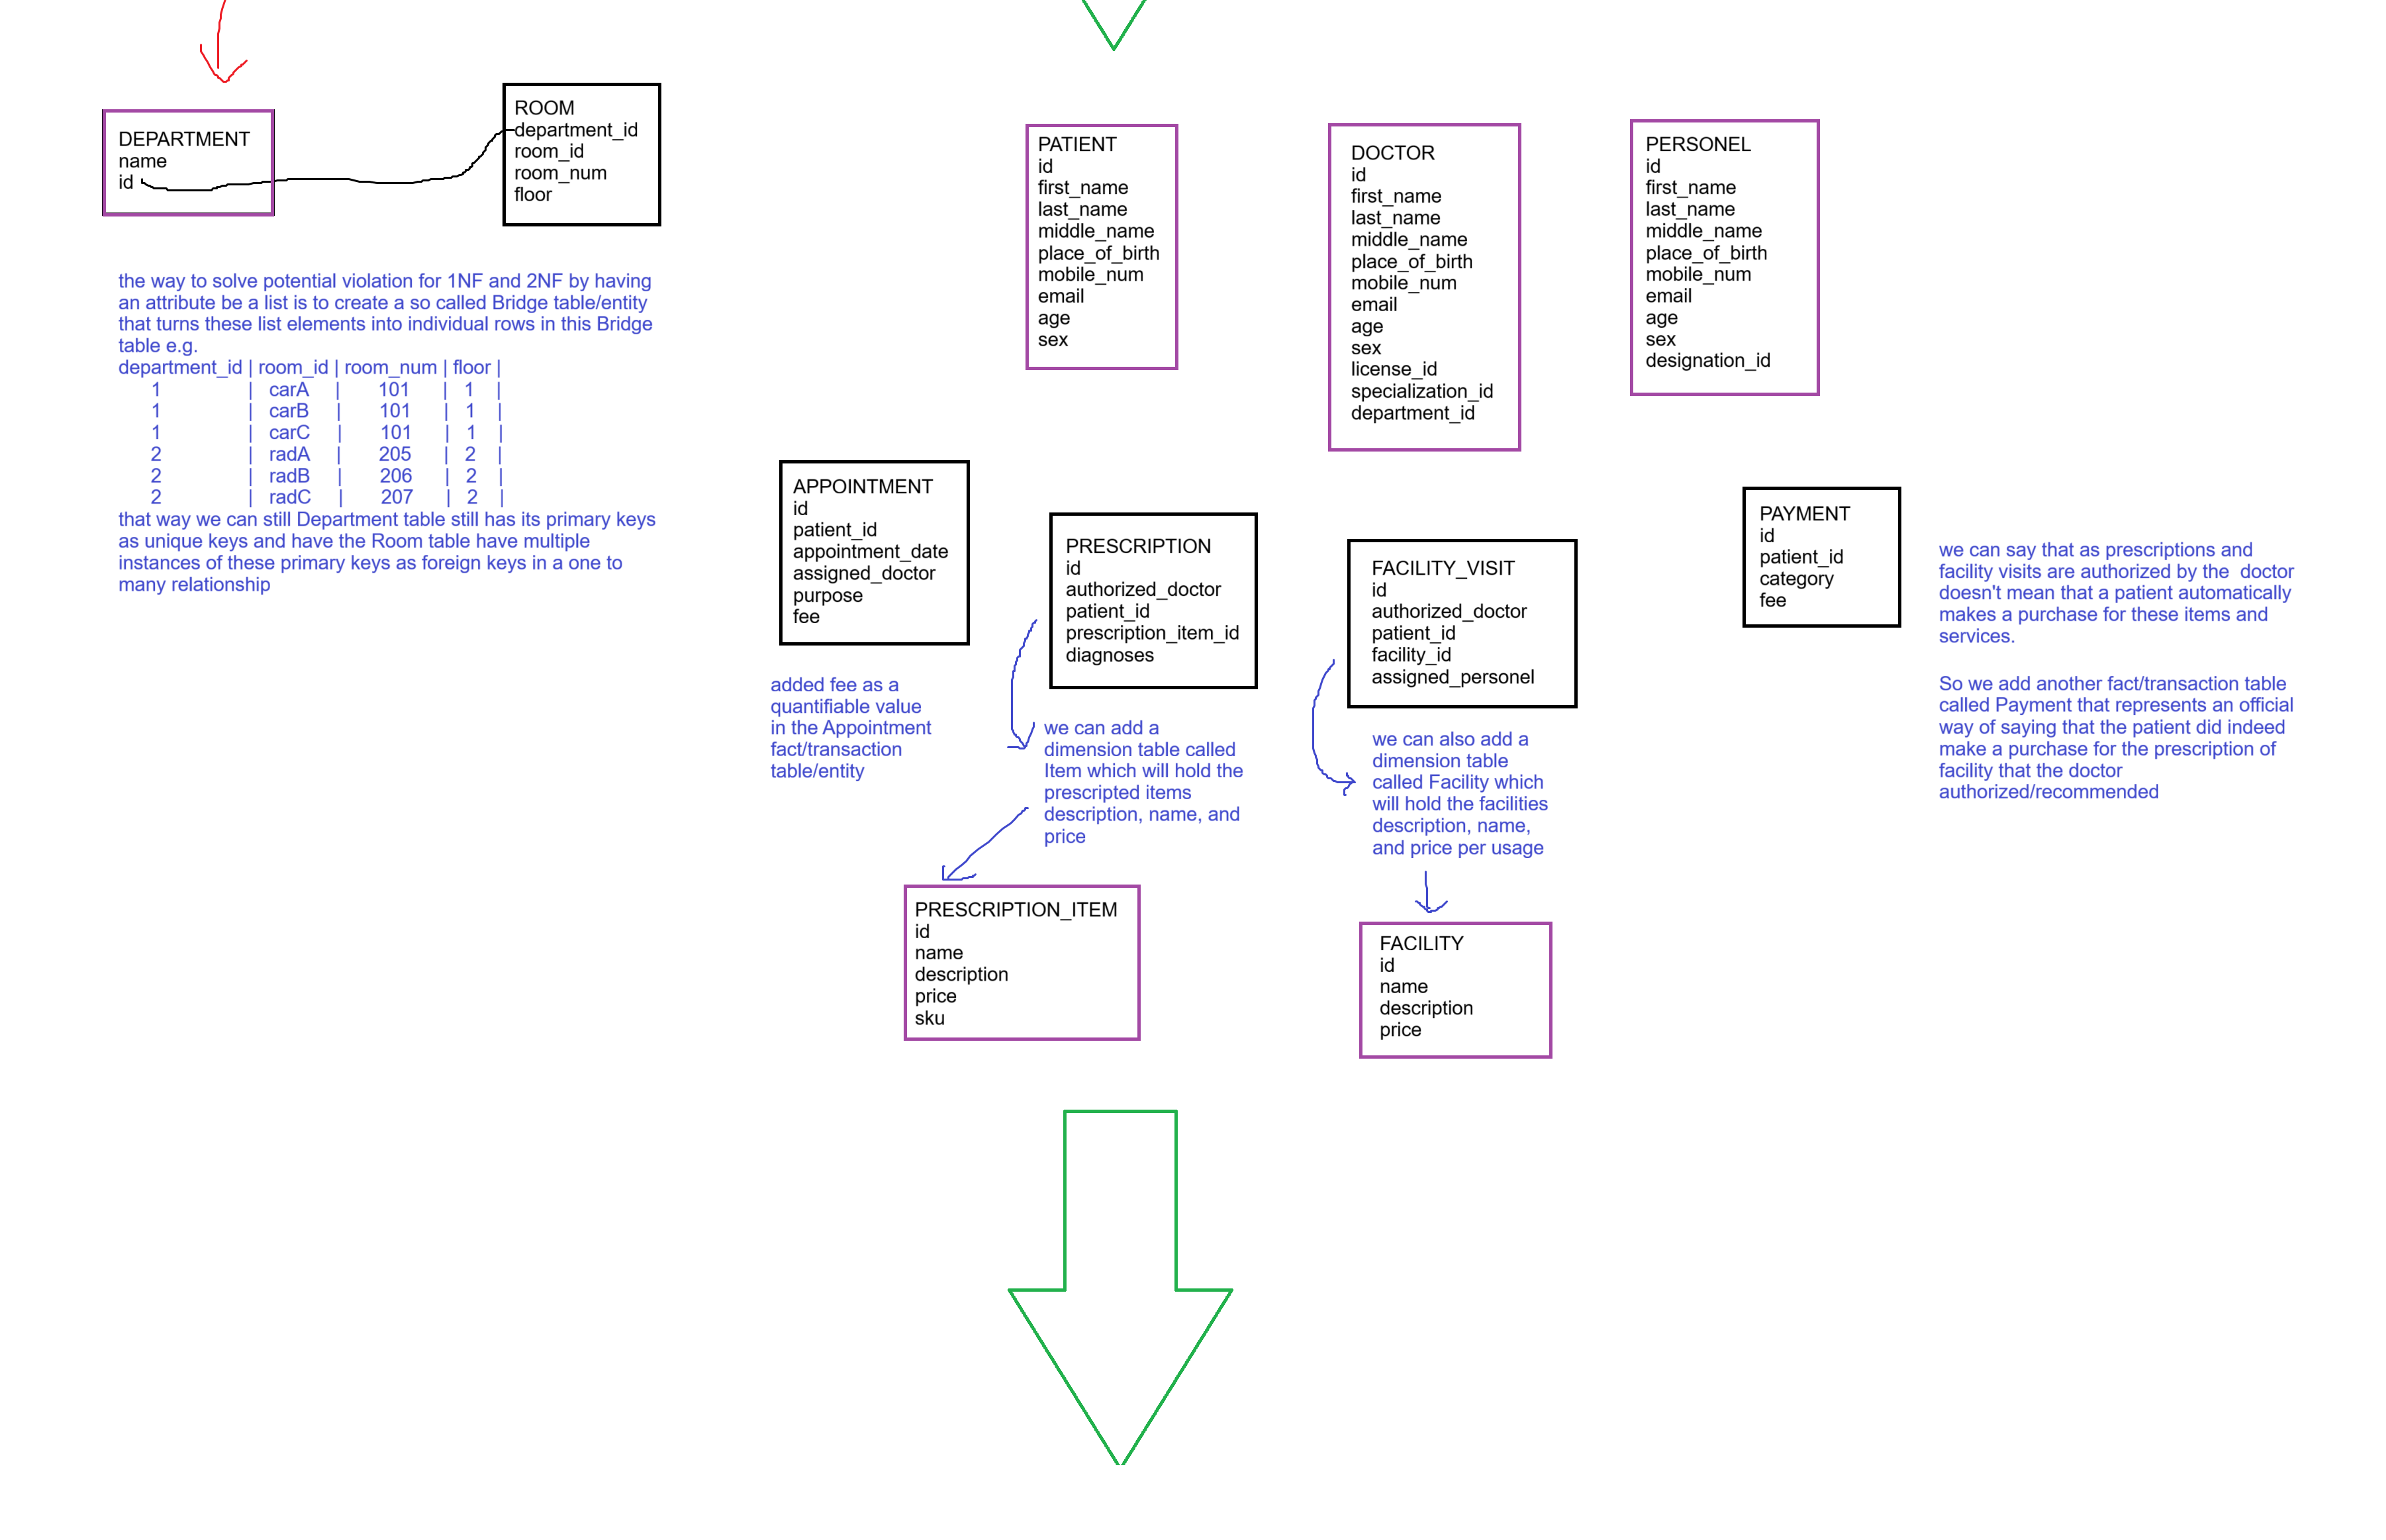 DEPARTMENT
name
id
ROOM
department_id
room_id
room_num
floor
the way to solve potential violation for 1NF and 2NF by having
an attribute be a list is to create a so called Bridge table/entity
that turns these list elements into individual rows in this Bridge
table e.g.
department_id | room_id | room_num | floor |
1 | carA | 101 | 1 |
1 | carB | 101 | 1 |
1 | carC | 101 | 1 |
2 | radA | 205 | 2 |
2 | radB | 206 | 2 |
2 | radC | 207 | 2 |
that way we can still Department table still has its primary keys
as unique keys and have the Room table have multiple
instances of these primary keys as foreign keys in a one to
many relationship
PATIENT
id
first_name
last_name
middle_name
place_of_birth
mobile_num
email
age
sex
DOCTOR
id
first_name
last_name
middle_name
place_of_birth
mobile_num
email
age
sex
license_id
specialization_id
department_id
PERSONEL
id
first_name
last_name
middle_name
place_of_birth
mobile_num
email
age
sex
designation_id
APPOINTMENT
id
patient_id
appointment_date
assigned_doctor
purpose
fee
added fee as a
quantifiable value
in the Appointment
fact/transaction
table/entity
PRESCRIPTION
id
authorized_doctor
patient_id
prescription_item_id
diagnoses
we can add a
dimension table called
Item which will hold the
prescripted items
description, name, and
price
PRESCRIPTION_ITEM
id
name
description
price
sku
FACILITY_VISIT
id
authorized_doctor
patient_id
facility_id
assigned_personel
we can also add a
dimension table
called Facility which
will hold the facilities
description, name,
and price per usage
FACILITY
id
name
description
price
PAYMENT
id
patient_id
category
fee
we can say that as prescriptions and
facility visits are authorized by the doctor
doesn't mean that a patient automatically
makes a purchase for these items and
services.
So we add another fact/transaction table
called Payment that represents an official
way of saying that the patient did indeed
make a purchase for the prescription of
facility that the doctor
authorized/recommended